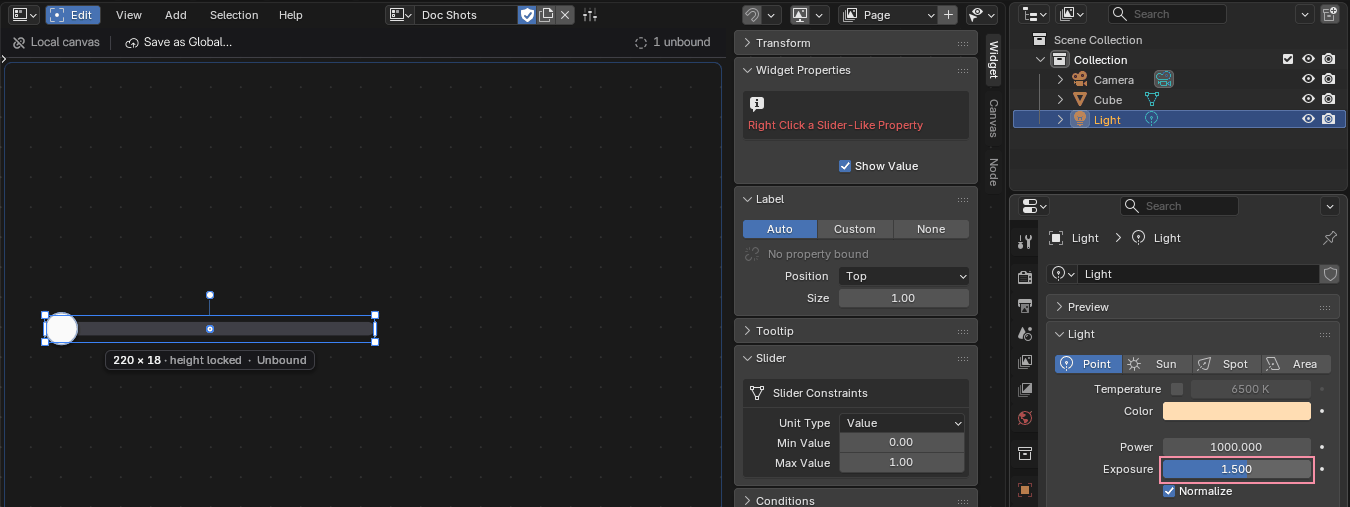 Edit View Add Selection Help Doc Shots Page
Local canvas Save as Global... 1 unbound
Transform
Widget Properties
Right Click a Slider-Like Property
Show Value
Label
Auto Custom None
No property bound
Position Top
Size 1.00
Tooltip
Slider
Slider Constraints
Unit Type Value
Min Value 0.00
Max Value 1.00
Conditions
220 × 18 · height locked · Unbound
Widget
Canvas
Node
Search
Scene Collection
Collection
Camera
Cube
Light
Search
Light Light
Light
Preview
Light
Point Sun Spot Area
Temperature 6500 K
Color
Power 1000.000
Exposure 1.500
Normalize